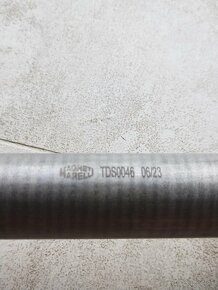 MAGNETI MARELLI TDS0046 06/23